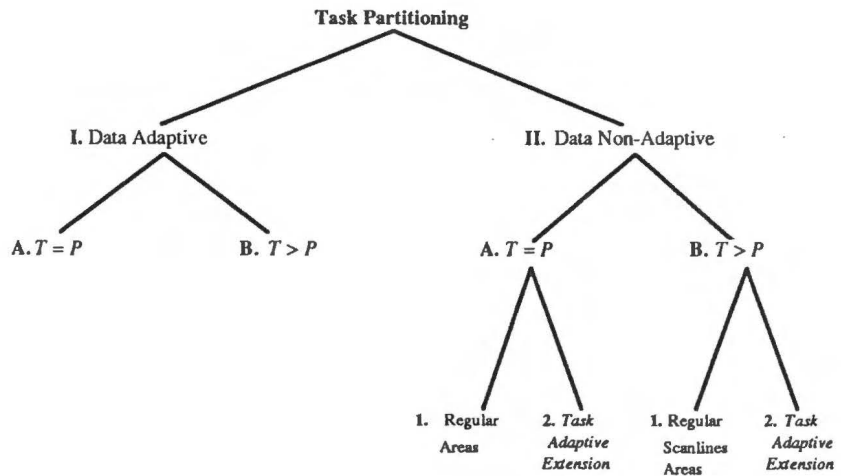 Task Partitioning
I. Data Adaptive
II. Data Non-Adaptive
A. T = P
B. T > P
A. T = P
B. T > P
1. Regular
Areas
2. Task
Adaptive
Extension
1. Regular
Scanlines
Areas
2. Task
Adaptive
Extension